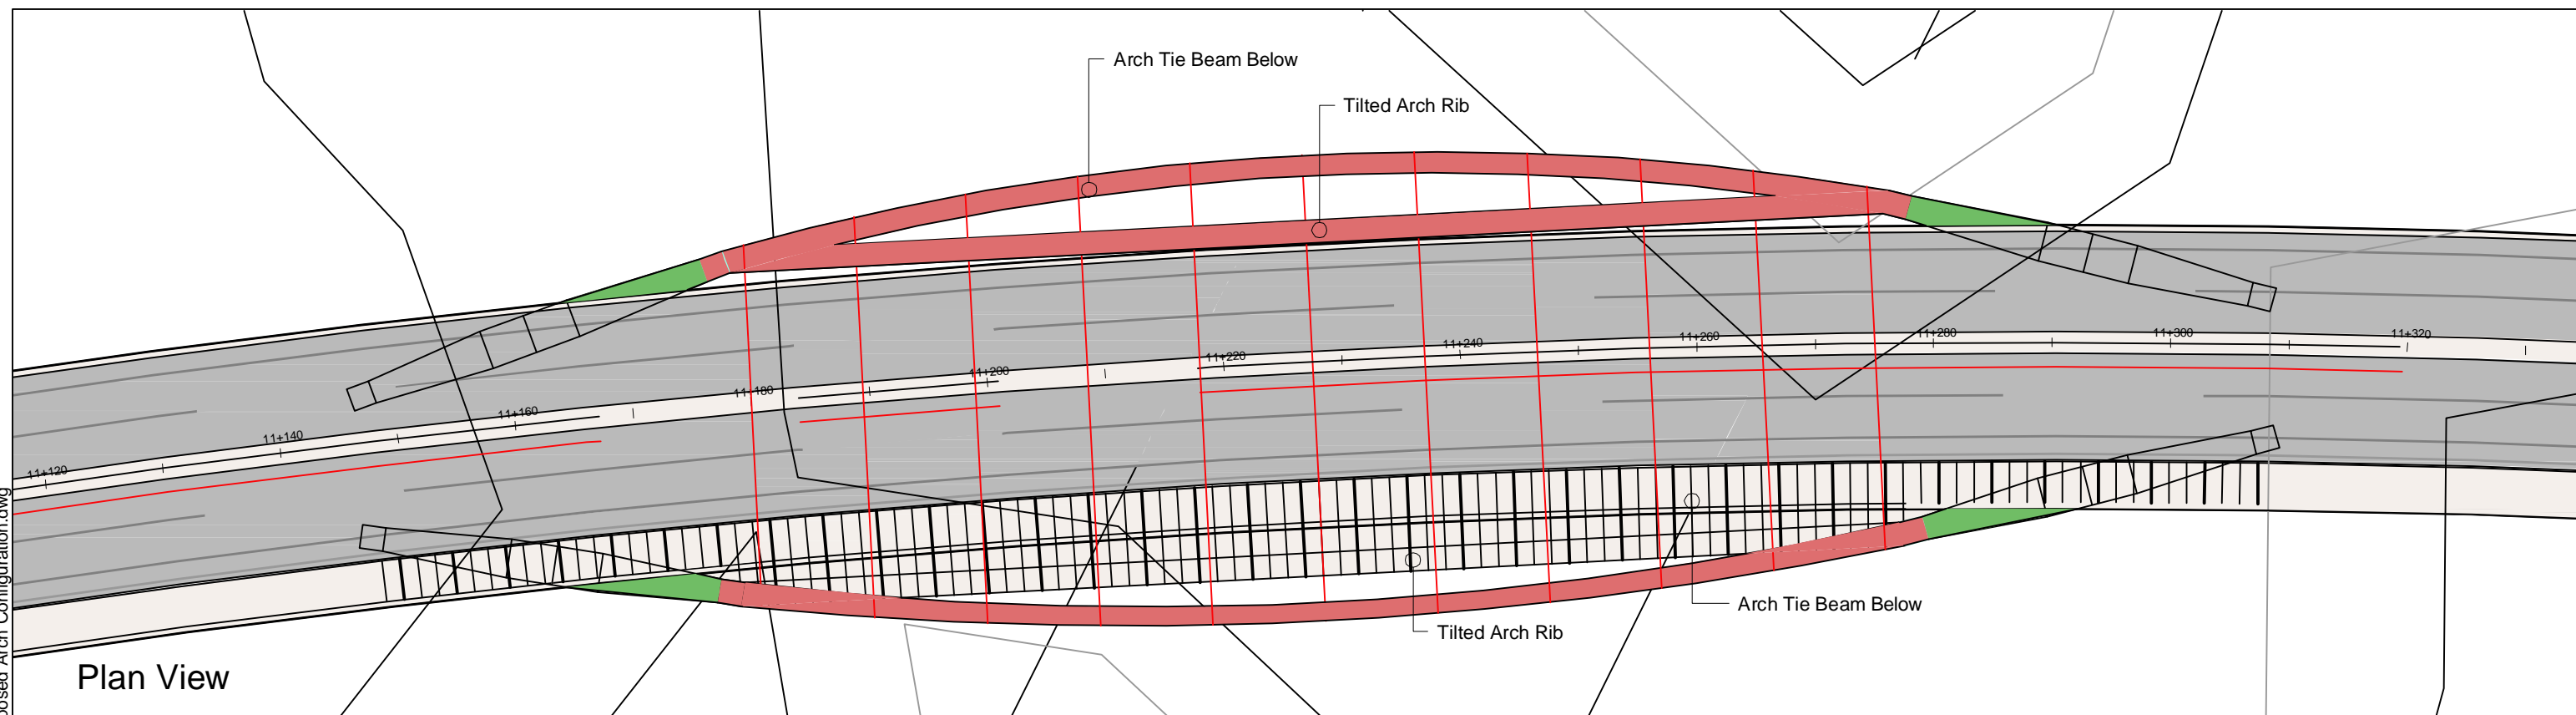 Arch Tie Beam Below
Tilted Arch Rib
11+120
11+140
11+160
11+180
11+200
11+220
11+240
11+260
11+280
11+300
11+320
Arch Tie Beam Below
Tilted Arch Rib
Plan View
Arch Configuration.dwg